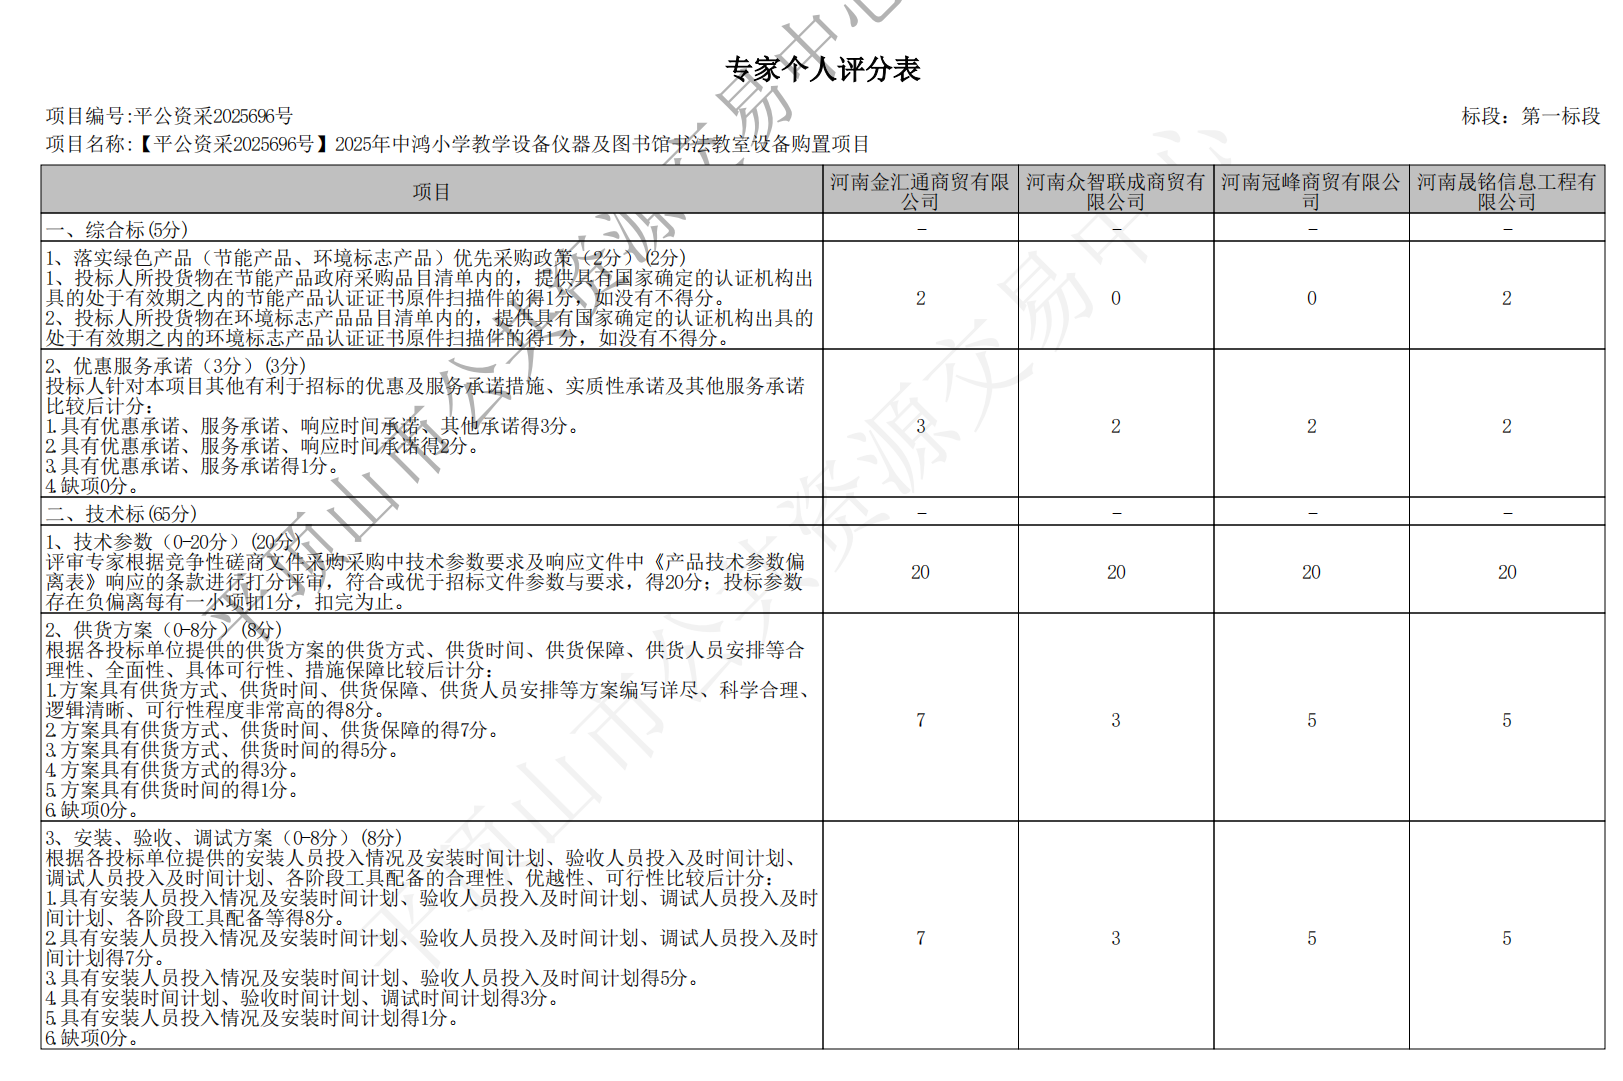 专家个人评分表
项目编号:平公资采2025696号
标段：第一标段
项目名称:【平公资采2025696号】2025年中鸿小学教学设备仪器及图书馆书法教室设备购置项目
项目
河南金汇通商贸有限
公司
河南众智联成商贸有
限公司
河南冠峰商贸有限公
司
河南晟铭信息工程有
限公司
一、综合标(5分)
-
-
-
-
1、落实绿色产品（节能产品、环境标志产品）优先采购政策（2分）(2分)
1、投标人所投货物在节能产品政府采购品目清单内的，提供具有国家确定的认证机构出
具的处于有效期之内的节能产品认证证书原件扫描件的得1分，如没有不得分。
2、投标人所投货物在环境标志产品品目清单内的，提供具有国家确定的认证机构出具的
处于有效期之内的环境标志产品认证证书原件扫描件的得1分，如没有不得分。
2
0
0
2
2、优惠服务承诺（3分）(3分)
投标人针对本项目其他有利于招标的优惠及服务承诺措施、实质性承诺及其他服务承诺
比较后计分：
1.具有优惠承诺、服务承诺、响应时间承诺、其他承诺得3分。
2.具有优惠承诺、服务承诺、响应时间承诺得2分。
3.具有优惠承诺、服务承诺得1分。
4.缺项0分。
3
2
2
2
二、技术标(65分)
-
-
-
-
1、技术参数（0-20分）(20分)
评审专家根据竞争性磋商文件采购采购中技术参数要求及响应文件中《产品技术参数偏
离表》响应的条款进行打分评审，符合或优于招标文件参数与要求，得20分；投标参数
存在负偏离每有一小项扣1分，扣完为止。
20
20
20
20
2、供货方案（0-8分）(8分)
根据各投标单位提供的供货方案的供货方式、供货时间、供货保障、供货人员安排等合
理性、全面性、具体可行性、措施保障比较后计分：
1.方案具有供货方式、供货时间、供货保障、供货人员安排等方案编写详尽、科学合理、
逻辑清晰、可行性程度非常高的得8分。
2.方案具有供货方式、供货时间、供货保障的得7分。
3.方案具有供货方式、供货时间的得5分。
4.方案具有供货方式的得3分。
5.方案具有供货时间的得1分。
6.缺项0分。
7
3
5
5
3、安装、验收、调试方案（0-8分）(8分)
根据各投标单位提供的安装人员投入情况及安装时间计划、验收人员投入及时间计划、
调试人员投入及时间计划、各阶段工具配备的合理性、优越性、可行性比较后计分：
1.具有安装人员投入情况及安装时间计划、验收人员投入及时间计划、调试人员投入及时
间计划、各阶段工具配备等得8分。
2.具有安装人员投入情况及安装时间计划、验收人员投入及时间计划、调试人员投入及时
间计划得7分。
3.具有安装人员投入情况及安装时间计划、验收人员投入及时间计划得5分。
4.具有安装时间计划、验收时间计划、调试时间计划得3分。
5.具有安装人员投入情况及安装时间计划得1分。
6.缺项0分。
7
3
5
5
平顶山市公共资源交易中心
平顶山市公共资源交易中心